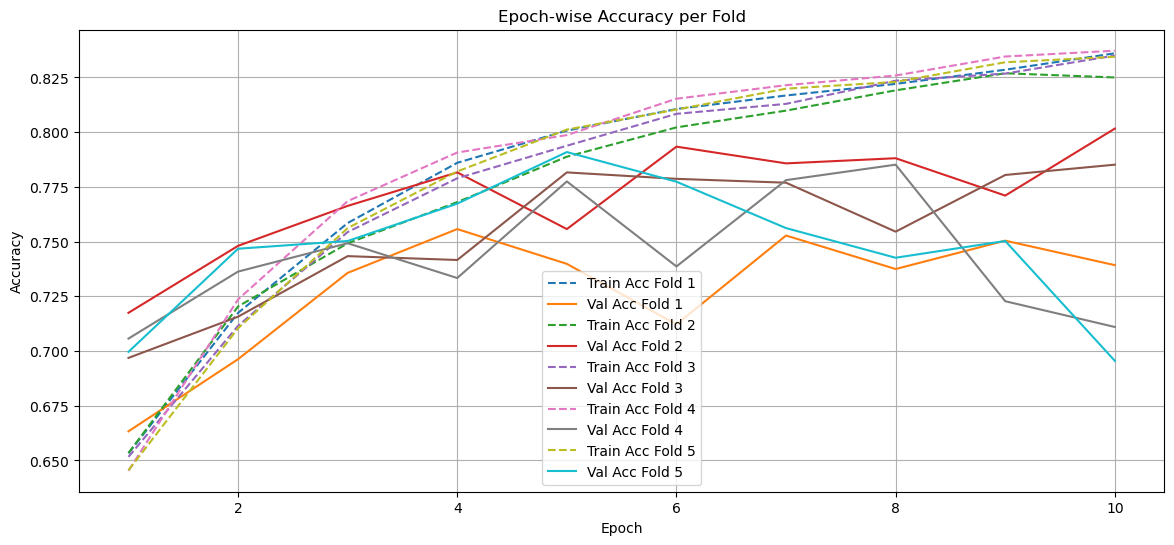 Epoch-wise Accuracy per Fold
Accuracy
0.825
0.800
0.775
0.750
0.725
0.700
0.675
0.650
Train Acc Fold 1
Val Acc Fold 1
Train Acc Fold 2
Val Acc Fold 2
Train Acc Fold 3
Val Acc Fold 3
Train Acc Fold 4
Val Acc Fold 4
Train Acc Fold 5
Val Acc Fold 5
2 4 6 8 10
Epoch